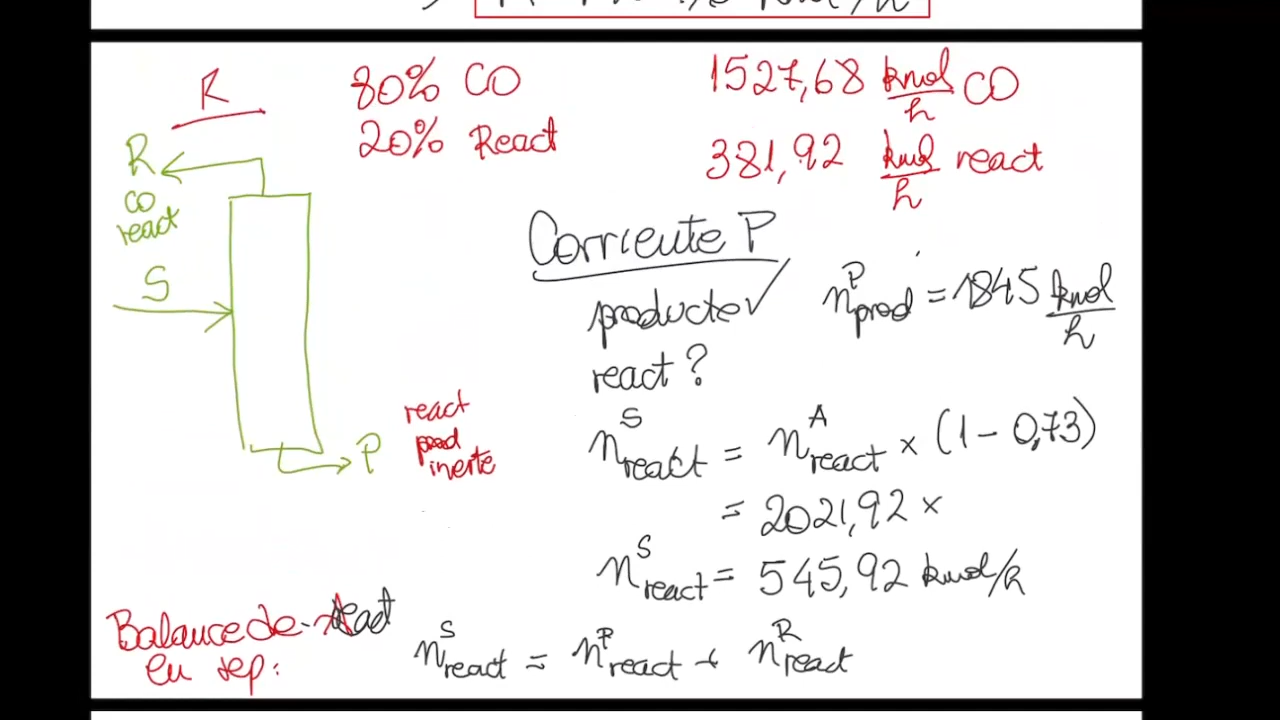 R
80% CO
20% React
1527,68 kmol/h CO
381,92 kmol/h react
R
CO
react
S
P
react
prod
inerte
Corriente P
producto ✓
n^P_prod = 1845 kmol/h
react?
n^S_react = n^A_react × (1 - 0,73)
= 2021,92 ×
n^S_react = 545,92 kmol/h
Balance de react
en sep:
n^S_react = n^P_react + n^R_react